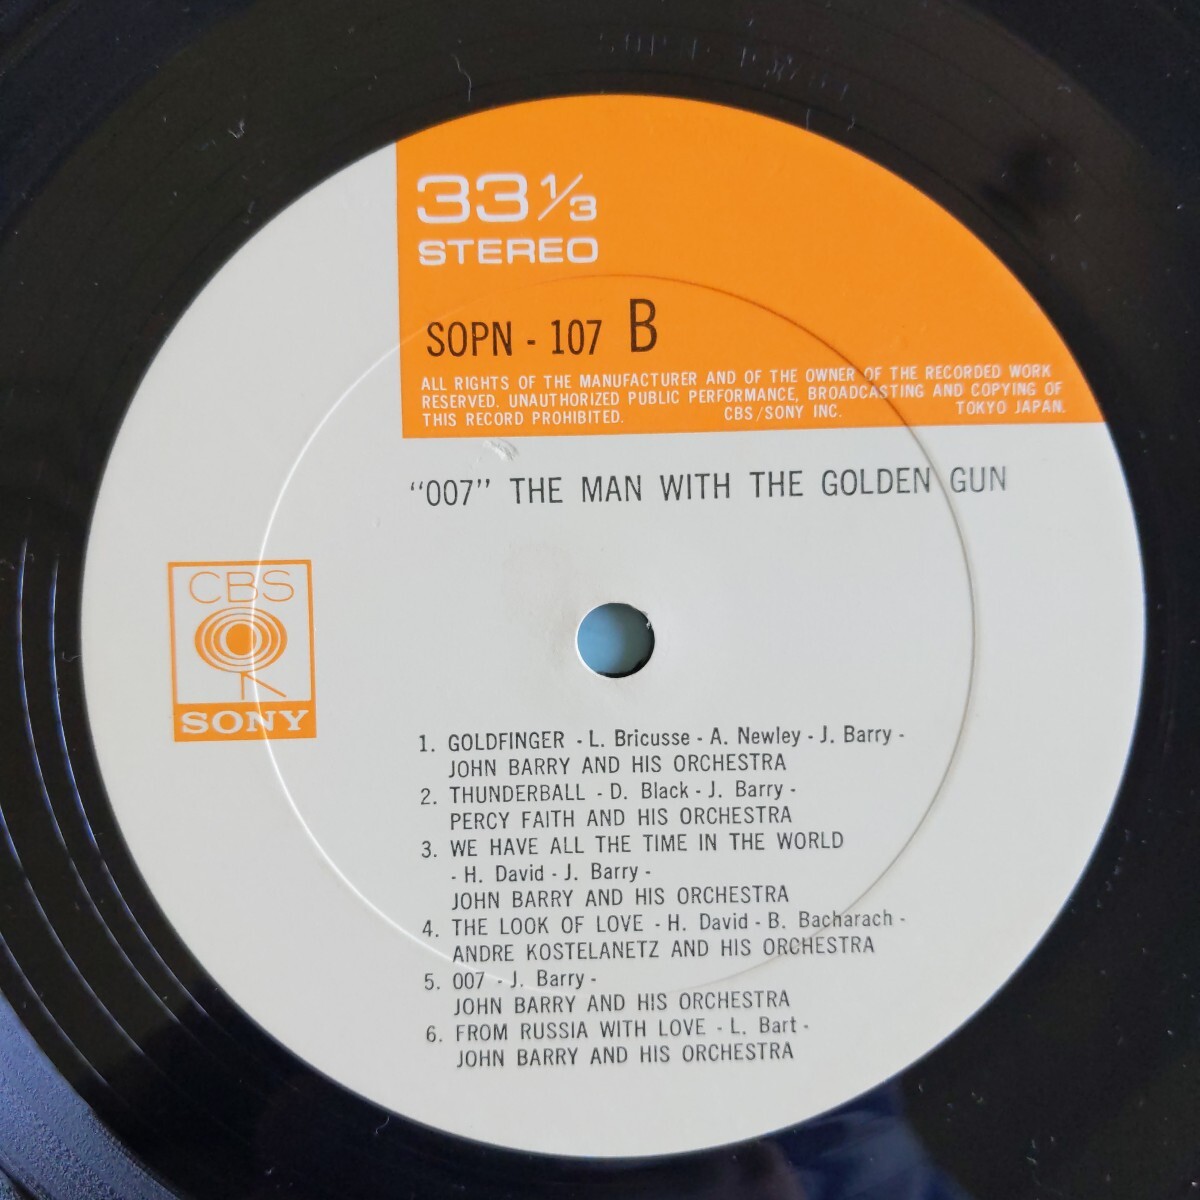 33 1/3
STEREO
SOPN - 107 B
ALL RIGHTS OF THE MANUFACTURER AND OF THE OWNER OF THE RECORDED WORK
RESERVED. UNAUTHORIZED PUBLIC PERFORMANCE, BROADCASTING AND COPYING OF
THIS RECORD PROHIBITED. CBS/SONY INC. TOKYO JAPAN.
“007” THE MAN WITH THE GOLDEN GUN
CBS
SONY
1. GOLDFINGER - L. Bricusse - A. Newley - J. Barry -
JOHN BARRY AND HIS ORCHESTRA
2. THUNDERBALL - D. Black - J. Barry -
PERCY FAITH AND HIS ORCHESTRA
3. WE HAVE ALL THE TIME IN THE WORLD
- H. David - J. Barry -
JOHN BARRY AND HIS ORCHESTRA
4. THE LOOK OF LOVE - H. David - B. Bacharach -
ANDRE KOSTELANETZ AND HIS ORCHESTRA
5. 007 - J. Barry -
JOHN BARRY AND HIS ORCHESTRA
6. FROM RUSSIA WITH LOVE - L. Bart -
JOHN BARRY AND HIS ORCHESTRA